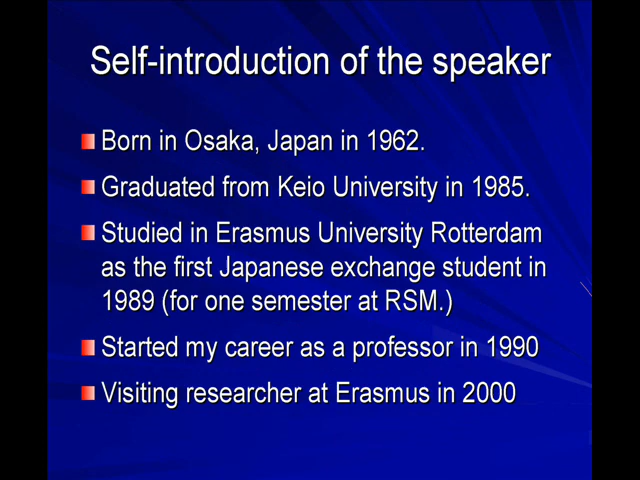 Self-introduction of the speaker
Born in Osaka, Japan in 1962.
Graduated from Keio University in 1985.
Studied in Erasmus University Rotterdam
as the first Japanese exchange student in
1989 (for one semester at RSM.)
Started my career as a professor in 1990
Visiting researcher at Erasmus in 2000